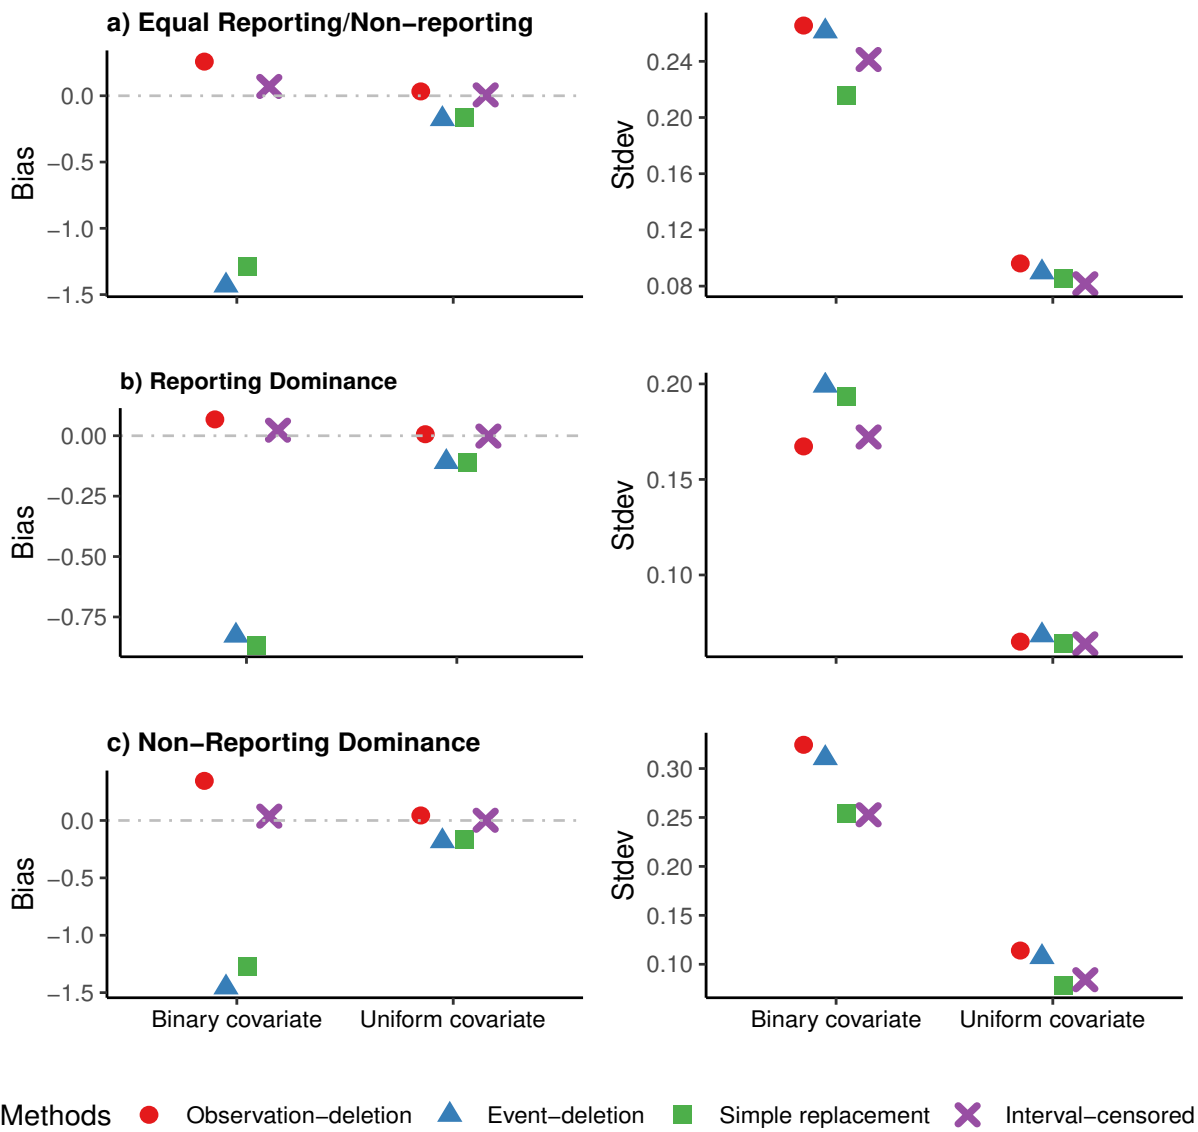 a) Equal Reporting/Non−reporting
Bias
0.0
−0.5
−1.0
−1.5
Stdev
0.24
0.20
0.16
0.12
0.08
b) Reporting Dominance
Bias
0.00
−0.25
−0.50
−0.75
Stdev
0.20
0.15
0.10
c) Non−Reporting Dominance
Bias
0.0
−0.5
−1.0
−1.5
Binary covariate Uniform covariate
Stdev
0.30
0.25
0.20
0.15
0.10
Binary covariate Uniform covariate
Methods Observation−deletion Event−deletion Simple replacement Interval−censored